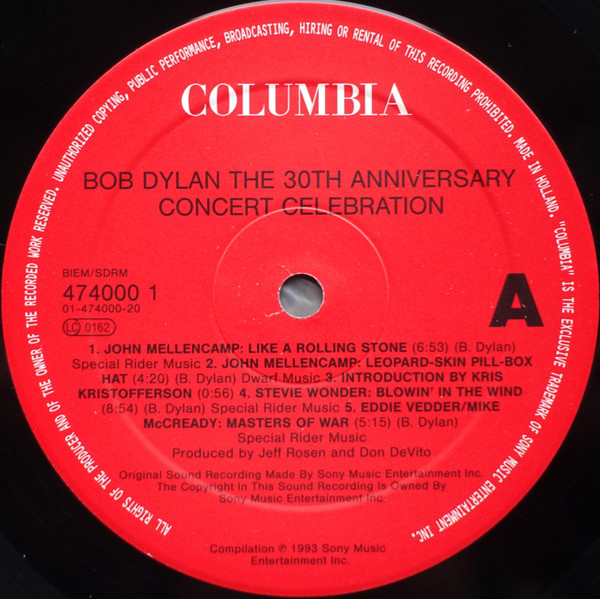 COLUMBIA
BOB DYLAN THE 30TH ANNIVERSARY
CONCERT CELEBRATION
BIEM/SDRM
474000 1
01-474000-20
LC 0162
A
1. JOHN MELLENCAMP: LIKE A ROLLING STONE (6:53) (B. Dylan)
Special Rider Music 2. JOHN MELLENCAMP: LEOPARD-SKIN PILL-BOX
HAT (4:20) (B. Dylan) Dwarf Music 3. INTRODUCTION BY KRIS
KRISTOFFERSON (0:56) 4. STEVIE WONDER: BLOWIN' IN THE WIND
(8:54) (B. Dylan) Special Rider Music 5. EDDIE VEDDER/MIKE
McCREADY: MASTERS OF WAR (5:15) (B. Dylan)
Special Rider Music
Produced by Jeff Rosen and Don DeVito
Original Sound Recording Made By Sony Music Entertainment Inc.
The Copyright In This Sound Recording Is Owned By
Sony Music Entertainment Inc.
Compilation ℗ 1993 Sony Music
Entertainment Inc.
ALL RIGHTS OF THE PRODUCER AND OF THE OWNER OF THE RECORDED WORK RESERVED. UNAUTHORIZED COPYING, PUBLIC PERFORMANCE, BROADCASTING, HIRING OR RENTAL OF THIS RECORDING PROHIBITED. MADE IN HOLLAND. "COLUMBIA" IS THE EXCLUSIVE TRADEMARK OF SONY MUSIC ENTERTAINMENT INC.